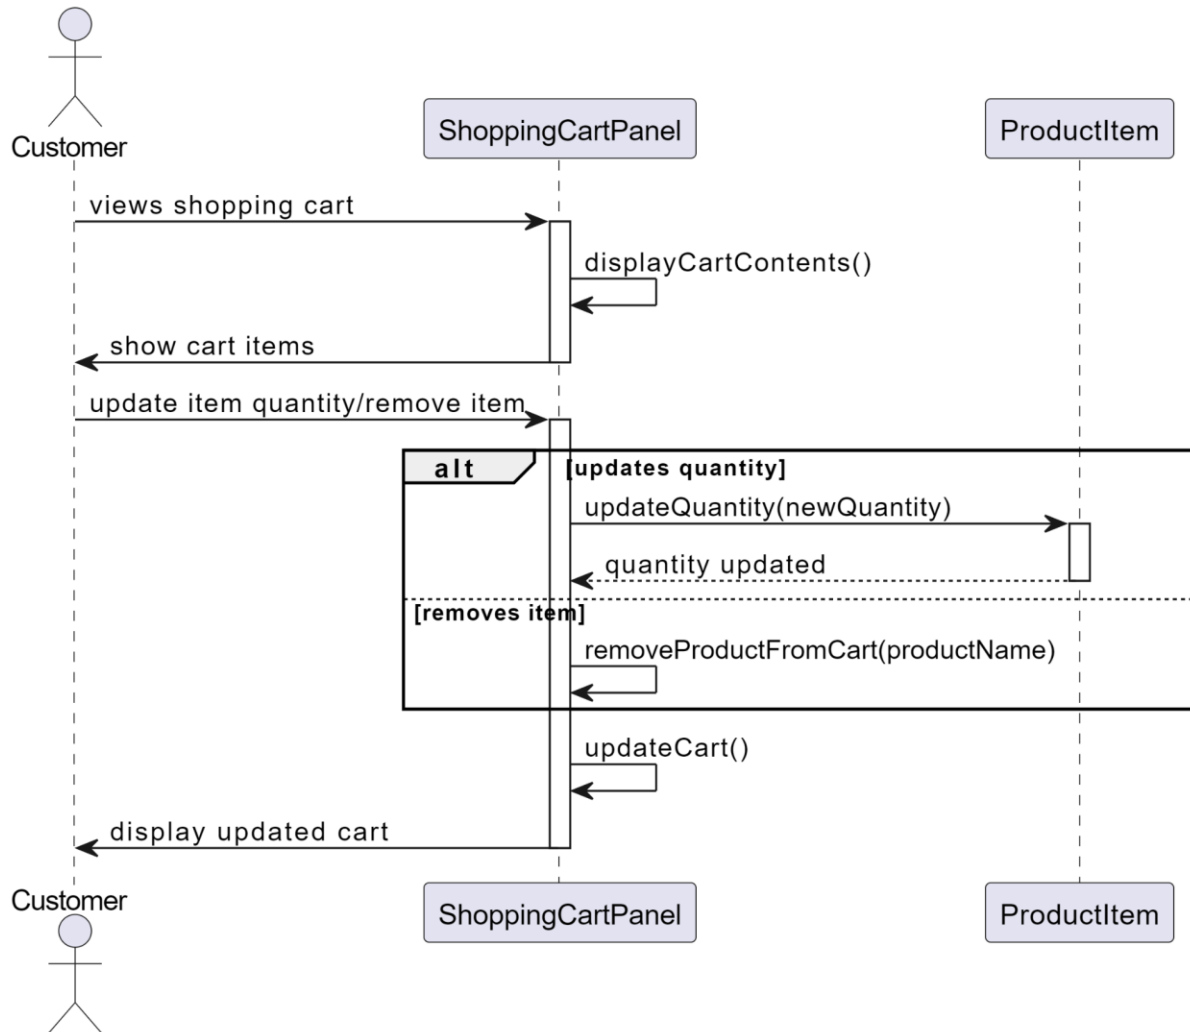 Customer
ShoppingCartPanel
ProductItem
views shopping cart
displayCartContents()
show cart items
update item quantity/remove item
alt
[updates quantity]
updateQuantity(newQuantity)
quantity updated
[removes item]
removeProductFromCart(productName)
updateCart()
display updated cart
Customer
ShoppingCartPanel
ProductItem